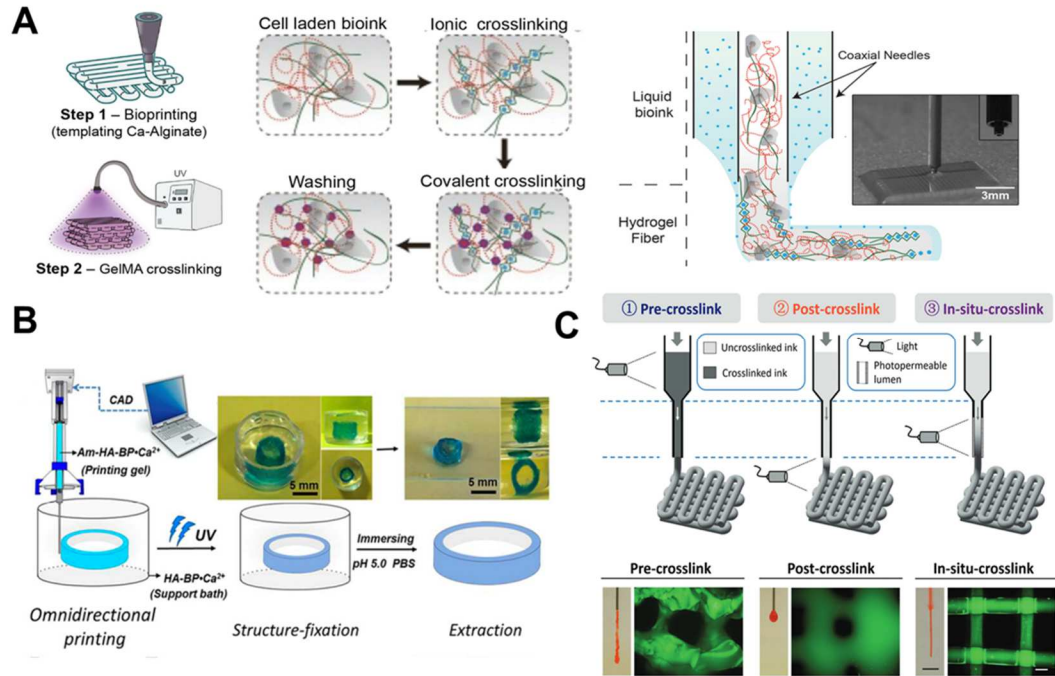 A
Step 1 – Bioprinting
(templating Ca-Alginate)
UV
Step 2 – GelMA crosslinking
Cell laden bioink
Ionic crosslinking
Washing
Covalent crosslinking
Liquid
bioink
Hydrogel
Fiber
Coaxial Needles
3mm
B
CAD
Am-HA-BP•Ca²⁺
(Printing gel)
5 mm
5 mm
UV
Immersing
pH 5.0 PBS
HA-BP•Ca²⁺
(Support bath)
Omnidirectional
printing
Structure-fixation
Extraction
C
① Pre-crosslink
② Post-crosslink
③ In-situ-crosslink
Uncrosslinked ink
Crosslinked ink
Light
Photopermeable
lumen
Pre-crosslink
Post-crosslink
In-situ-crosslink